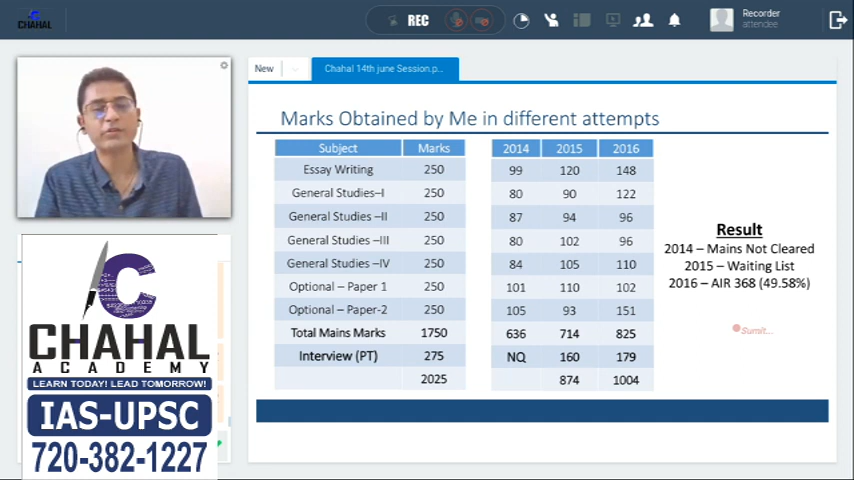 CHAHAL
REC
Recorder
attendee
New
Chahal 14th june Session.p...
Marks Obtained by Me in different attempts
Subject Marks 2014 2015 2016
Essay Writing 250 99 120 148
General Studies–I 250 80 90 122
General Studies –II 250 87 94 96
General Studies –III 250 80 102 96
General Studies –IV 250 84 105 110
Optional – Paper 1 250 101 110 102
Optional – Paper-2 250 105 93 151
Total Mains Marks 1750 636 714 825
Interview (PT) 275 NQ 160 179
2025 874 1004
Result
2014 – Mains Not Cleared
2015 – Waiting List
2016 – AIR 368 (49.58%)
Sumit...
C
CHAHAL
ACADEMY
LEARN TODAY! LEAD TOMORROW!
IAS-UPSC
720-382-1227